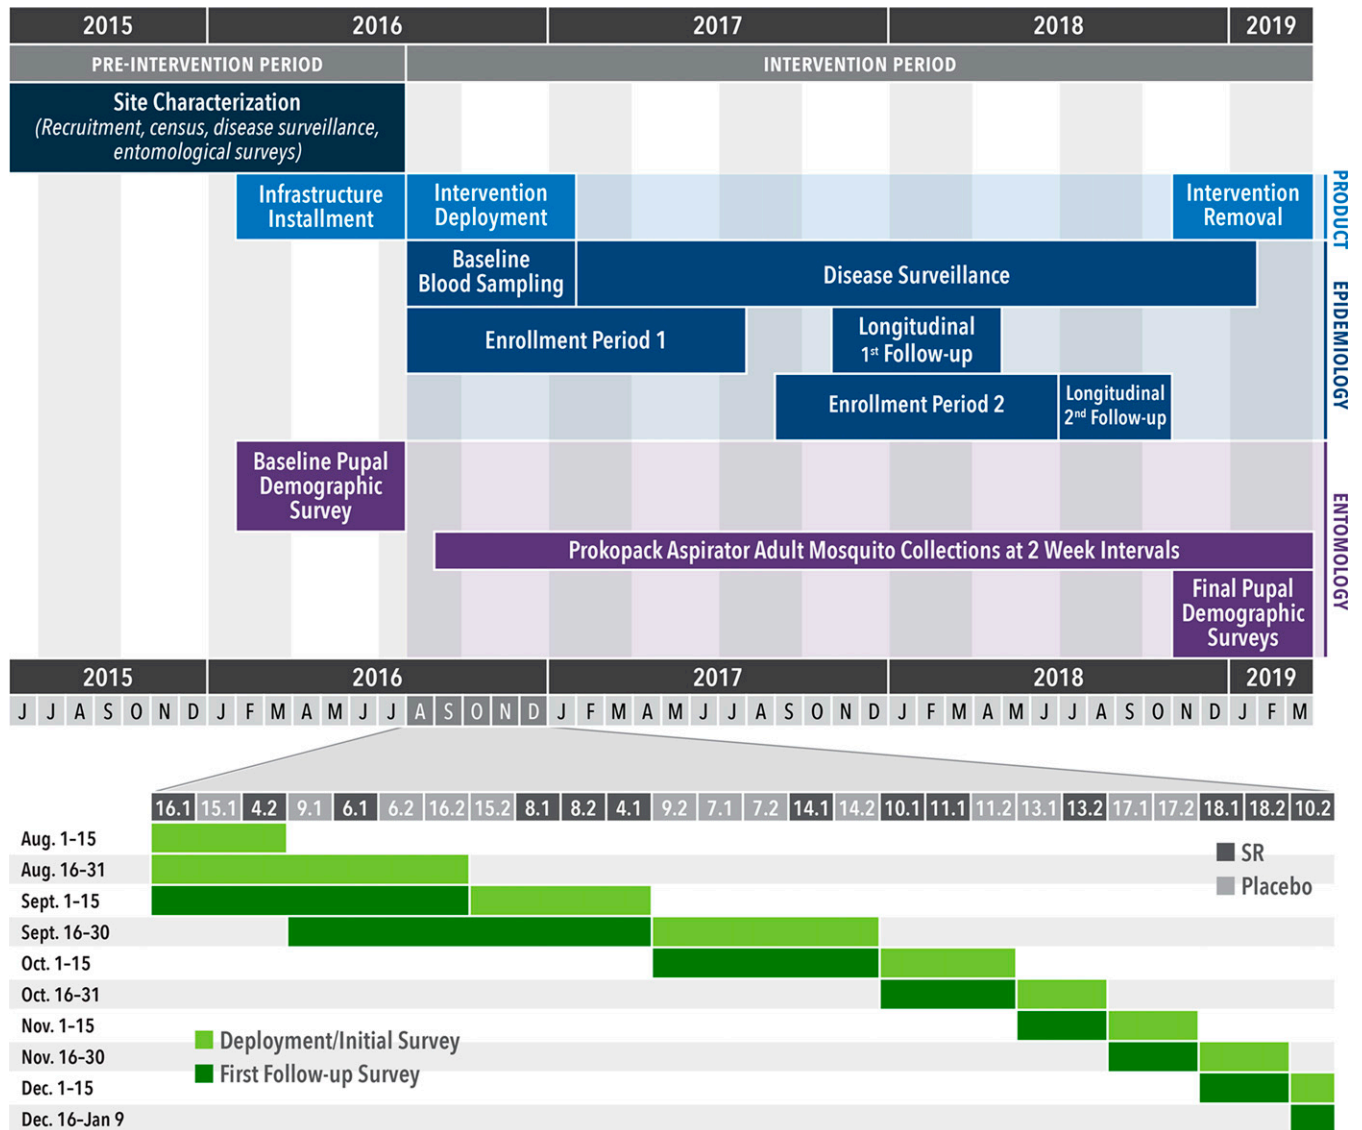 2015 2016 2017 2018 2019
PRE-INTERVENTION PERIOD INTERVENTION PERIOD
Site Characterization
(Recruitment, census, disease surveillance,
entomological surveys)
Infrastructure
Installment
Intervention
Deployment
Intervention
Removal
PRODUCT
Baseline
Blood Sampling
Disease Surveillance
Enrollment Period 1
Longitudinal
1st Follow-up
Enrollment Period 2
Longitudinal
2nd Follow-up
EPIDEMIOLOGY
Baseline Pupal
Demographic
Survey
Prokopack Aspirator Adult Mosquito Collections at 2 Week Intervals
Final Pupal
Demographic
Surveys
ENTOMOLOGY
2015 2016 2017 2018 2019
J J A S O N D J F M A M J J A S O N D J F M A M J J A S O N D J F M A M J J A S O N D J F M
16.1 15.1 4.2 9.1 6.1 6.2 16.2 15.2 8.1 8.2 4.1 9.2 7.1 7.2 14.1 14.2 10.1 11.1 11.2 13.1 13.2 17.1 17.2 18.1 18.2 10.2
Aug. 1–15
Aug. 16–31
Sept. 1–15
Sept. 16–30
Oct. 1–15
Oct. 16–31
Nov. 1–15
Nov. 16–30
Dec. 1–15
Dec. 16–Jan 9
SR
Placebo
Deployment/Initial Survey
First Follow-up Survey